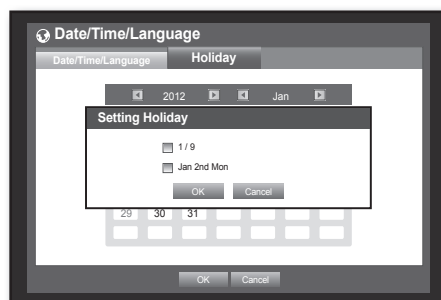 Date/Time/Language
Date/Time/Language Holiday
2012 Jan
Setting Holiday
1 / 9
Jan 2nd Mon
OK Cancel
29 30 31
OK Cancel